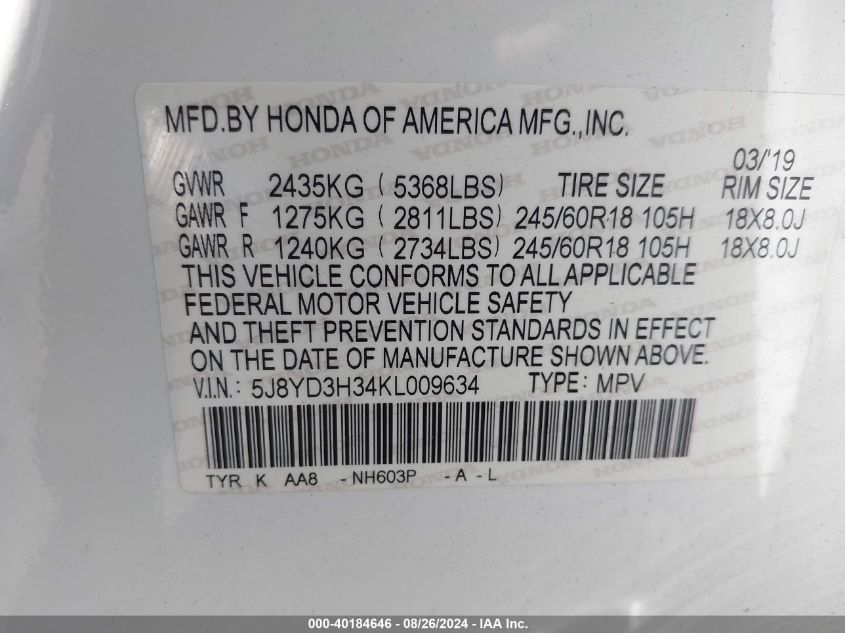 MFD.BY HONDA OF AMERICA MFG.,INC.
03/'19
GVWR 2435KG ( 5368LBS) TIRE SIZE RIM SIZE
GAWR F 1275KG ( 2811LBS) 245/60R18 105H 18X8.0J
GAWR R 1240KG ( 2734LBS) 245/60R18 105H 18X8.0J
THIS VEHICLE CONFORMS TO ALL APPLICABLE
FEDERAL MOTOR VEHICLE SAFETY
AND THEFT PREVENTION STANDARDS IN EFFECT
ON THE DATE OF MANUFACTURE SHOWN ABOVE.
V.I.N.: 5J8YD3H34KL009634 TYPE: MPV
TYR K AA8 - NH603P - A - L
000-40184646 - 08/26/2024 - IAA Inc.